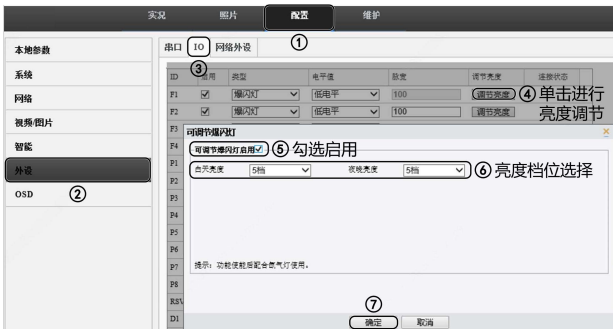 实况 照片 配置 维护
本地参数
系统
网络
视频/图片
智能
外设
OSD ②
串口 IO 网络外设 ①
③
ID 启用 类型 电平值 脉宽 调节亮度 连接状态
F1 爆闪灯 低电平 100 调节亮度 ④ 单击进行
F2 爆闪灯 低电平 100 调节亮度 亮度调节
F3 可调节爆闪灯 ×
F4 可调节爆闪灯启用 ⑤ 勾选启用
P1 白天亮度 5档 夜晚亮度 5档 ⑥ 亮度档位选择
P2
P3
P4
P5
P6
P7 提示：功能使能后配合氙气灯使用。
P8
RSV
D1 确定 取消
⑦